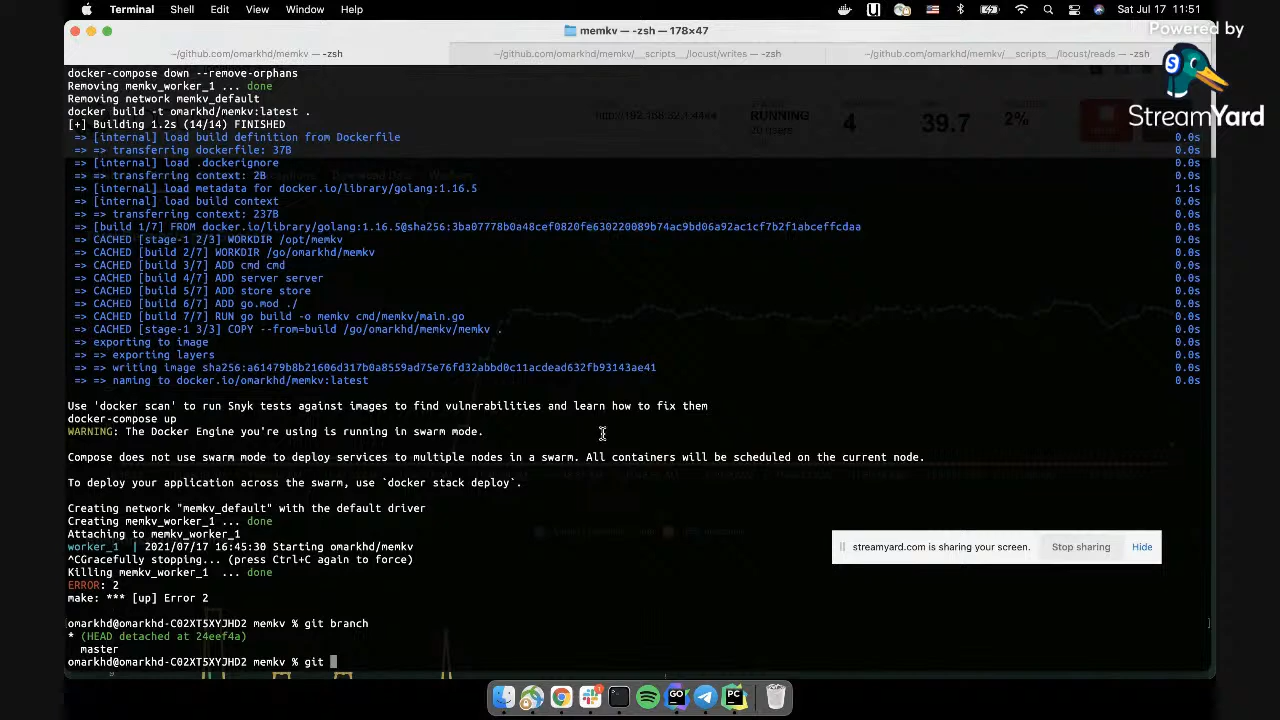 Terminal Shell Edit View Window Help Sat Jul 17 11:51
Powered by
StreamYard
memkv — -zsh — 178×47
~/github.com/omarkhd/memkv — -zsh ~/github.com/omarkhd/memkv/__scripts__/locust/writes — -zsh ~/github.com/omarkhd/memkv/__scripts__/locust/reads — -zsh
docker-compose down --remove-orphans
Removing memkv_worker_1 ... done
Removing network memkv_default
docker build -t omarkhd/memkv:latest .
[+] Building 1.2s (14/14) FINISHED
=> [internal] load build definition from Dockerfile 0.0s
=> => transferring dockerfile: 37B 0.0s
=> [internal] load .dockerignore 0.0s
=> => transferring context: 2B 0.0s
=> [internal] load metadata for docker.io/library/golang:1.16.5 1.1s
=> [internal] load build context 0.0s
=> => transferring context: 237B 0.0s
=> [build 1/7] FROM docker.io/library/golang:1.16.5@sha256:3ba07778b0a48cef0820fe630220089b74ac9bd06a92ac1cf7b2f1abceffcdaa 0.0s
=> CACHED [stage-1 2/3] WORKDIR /opt/memkv 0.0s
=> CACHED [build 2/7] WORKDIR /go/omarkhd/memkv 0.0s
=> CACHED [build 3/7] ADD cmd cmd 0.0s
=> CACHED [build 4/7] ADD server server 0.0s
=> CACHED [build 5/7] ADD store store 0.0s
=> CACHED [build 6/7] ADD go.mod ./ 0.0s
=> CACHED [build 7/7] RUN go build -o memkv cmd/memkv/main.go 0.0s
=> CACHED [stage-1 3/3] COPY --from=build /go/omarkhd/memkv/memkv . 0.0s
=> exporting to image 0.0s
=> => exporting layers 0.0s
=> => writing image sha256:a61479b8b21606d317b0a8559ad75e76fd32abbd0c11acdead632fb93143ae41 0.0s
=> => naming to docker.io/omarkhd/memkv:latest 0.0s
Use 'docker scan' to run Snyk tests against images to find vulnerabilities and learn how to fix them
docker-compose up
WARNING: The Docker Engine you're using is running in swarm mode.
Compose does not use swarm mode to deploy services to multiple nodes in a swarm. All containers will be scheduled on the current node.
To deploy your application across the swarm, use `docker stack deploy`.
Creating network "memkv_default" with the default driver
Creating memkv_worker_1 ... done
Attaching to memkv_worker_1
worker_1 | 2021/07/17 16:45:30 Starting omarkhd/memkv
^CGracefully stopping... (press Ctrl+C again to force)
Killing memkv_worker_1 ... done
ERROR: 2
make: *** [up] Error 2
omarkhd@omarkhd-C02XT5XYJHD2 memkv % git branch
* (HEAD detached at 24eef4a)
master
omarkhd@omarkhd-C02XT5XYJHD2 memkv % git
RUNNING
20 users
4
39.7
2%
streamyard.com is sharing your screen. Stop sharing Hide
GO
PC